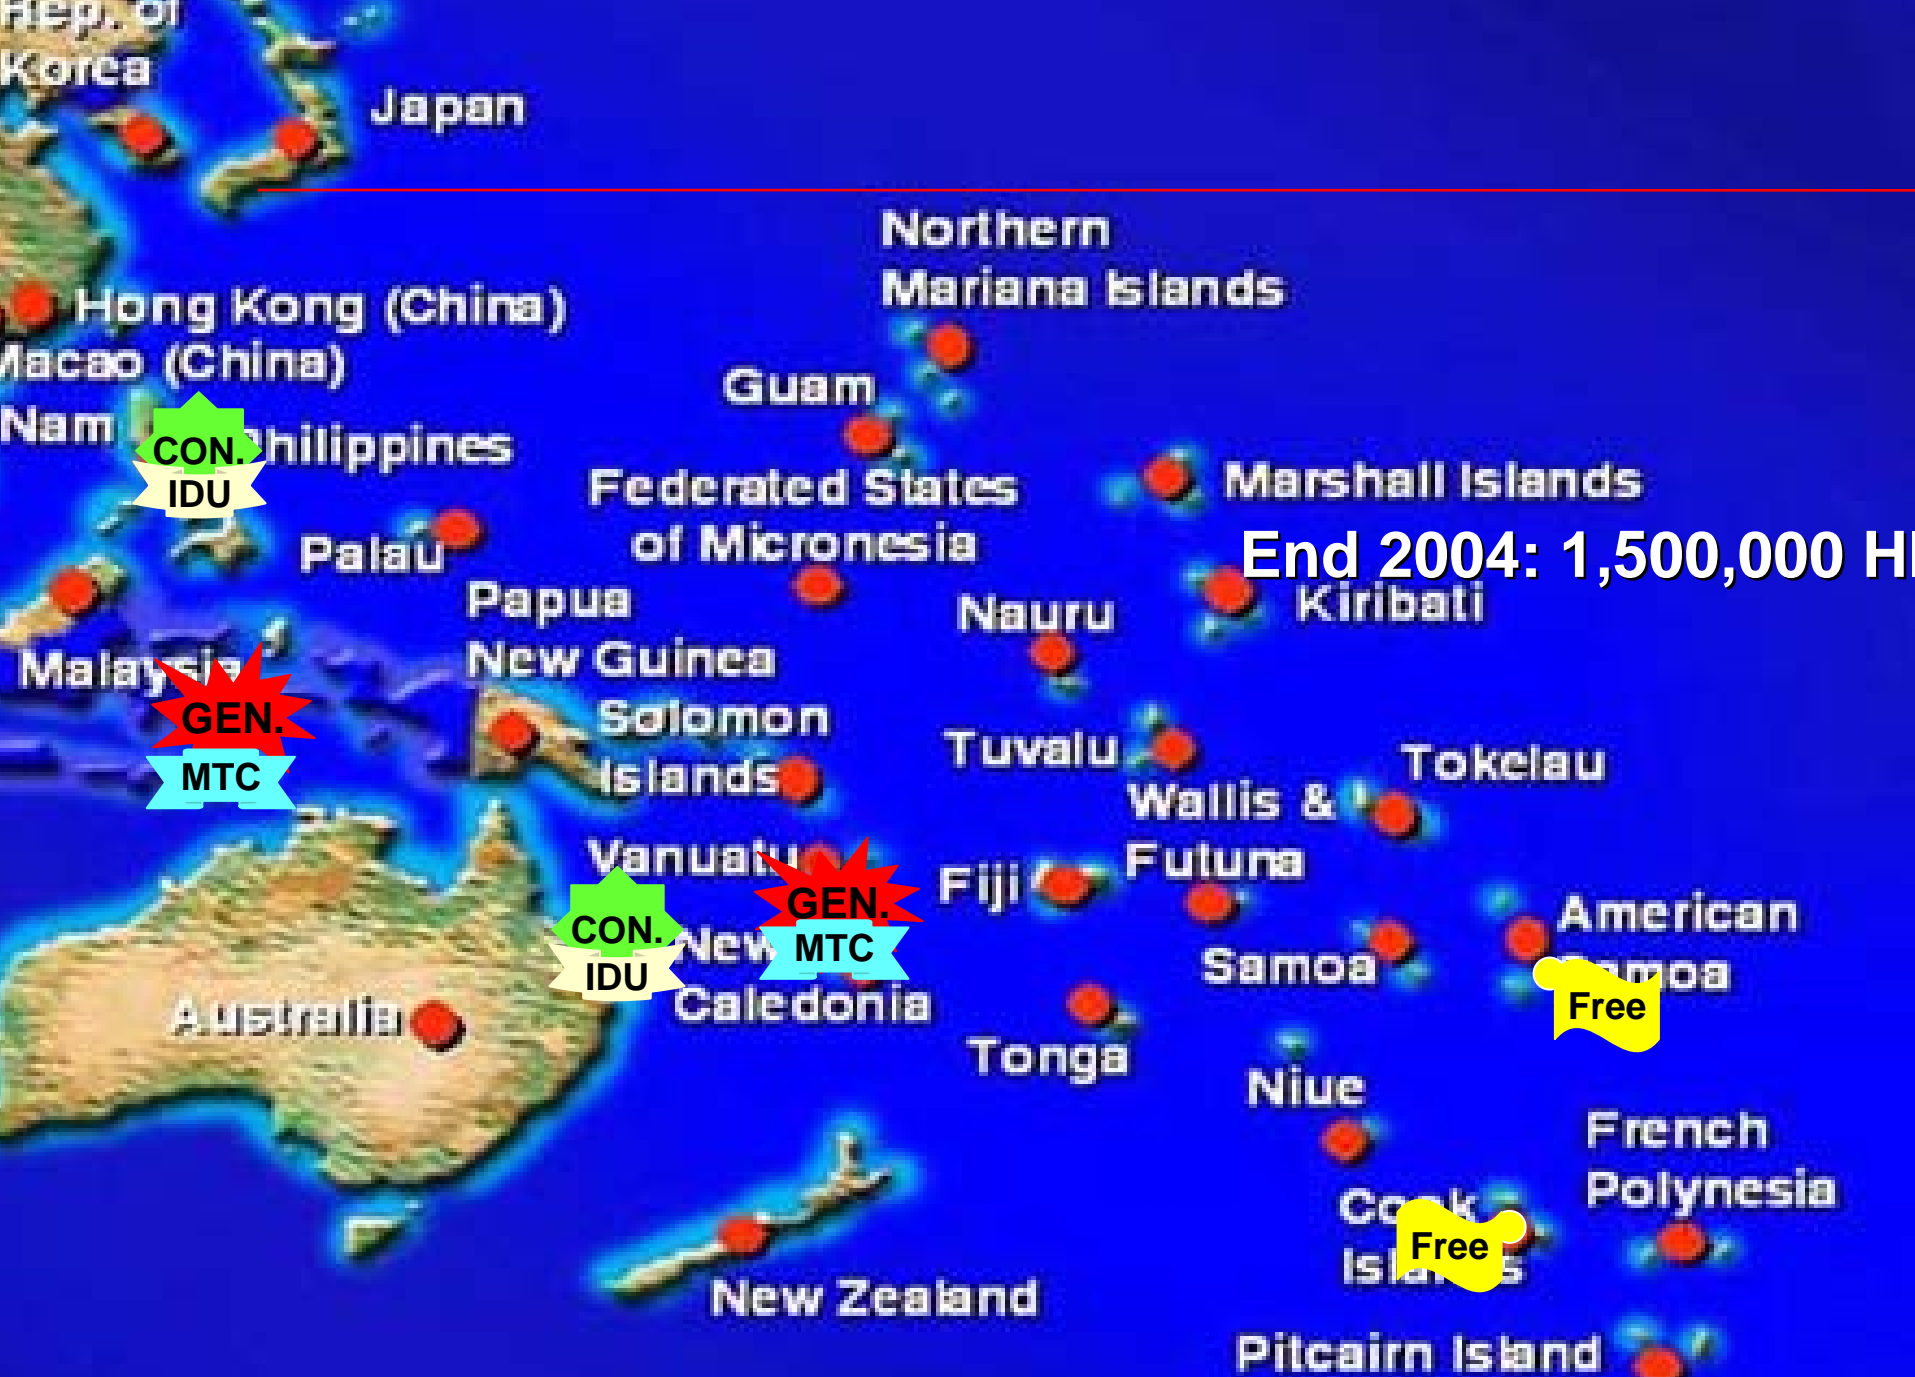 Rep. of
Korea
Japan
Northern
Mariana Islands
Hong Kong (China)
Macao (China)
Guam
Nam
Philippines
CON.
IDU
Federated States
of Micronesia
Marshall Islands
Palau
End 2004: 1,500,000 HI
Kiribati
Papua
New Guinea
Nauru
Malaysia
GEN.
MTC
Solomon
Islands
Tuvalu
Tokelau
Wallis &
Futuna
Vanuatu
Fiji
GEN.
MTC
CON.
IDU
New
Caledonia
American
Samoa
Free
Samoa
Australia
Tonga
Niue
French
Polynesia
Cook
Islands
Free
New Zealand
Pitcairn Island